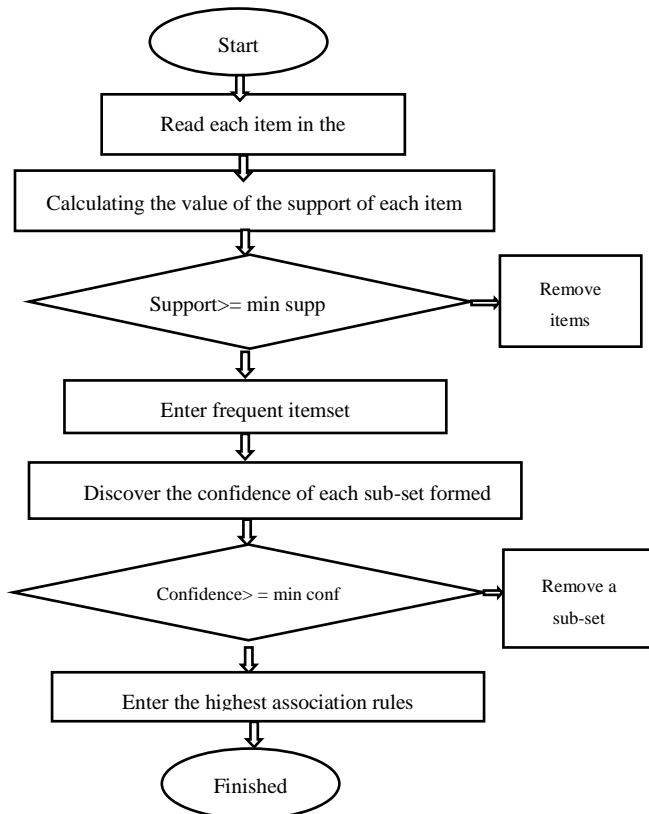 Start
Read each item in the
Calculating the value of the support of each item
Support>= min supp
Remove
items
Enter frequent itemset
Discover the confidence of each sub-set formed
Confidence> = min conf
Remove a
sub-set
Enter the highest association rules
Finished